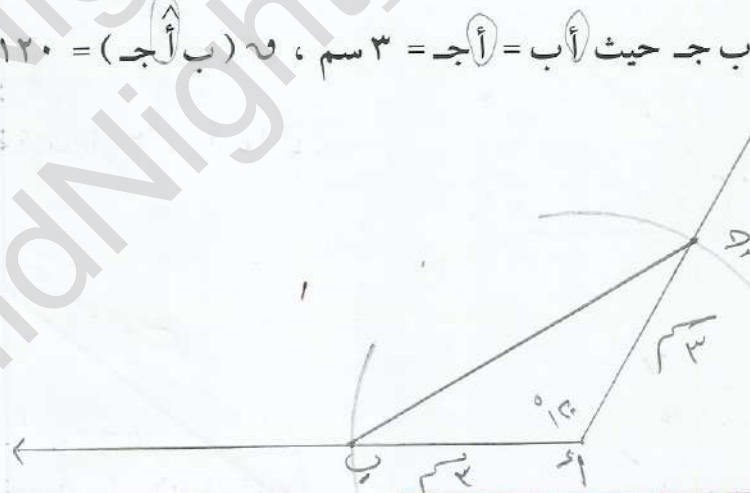 ب جـ حيث أ ب = أ جـ = ٣ سم ، ن ( ب أ جـ ) = ١٢٠
جـ
٣ سم
١٢٠°
أ
٣ سم
ب